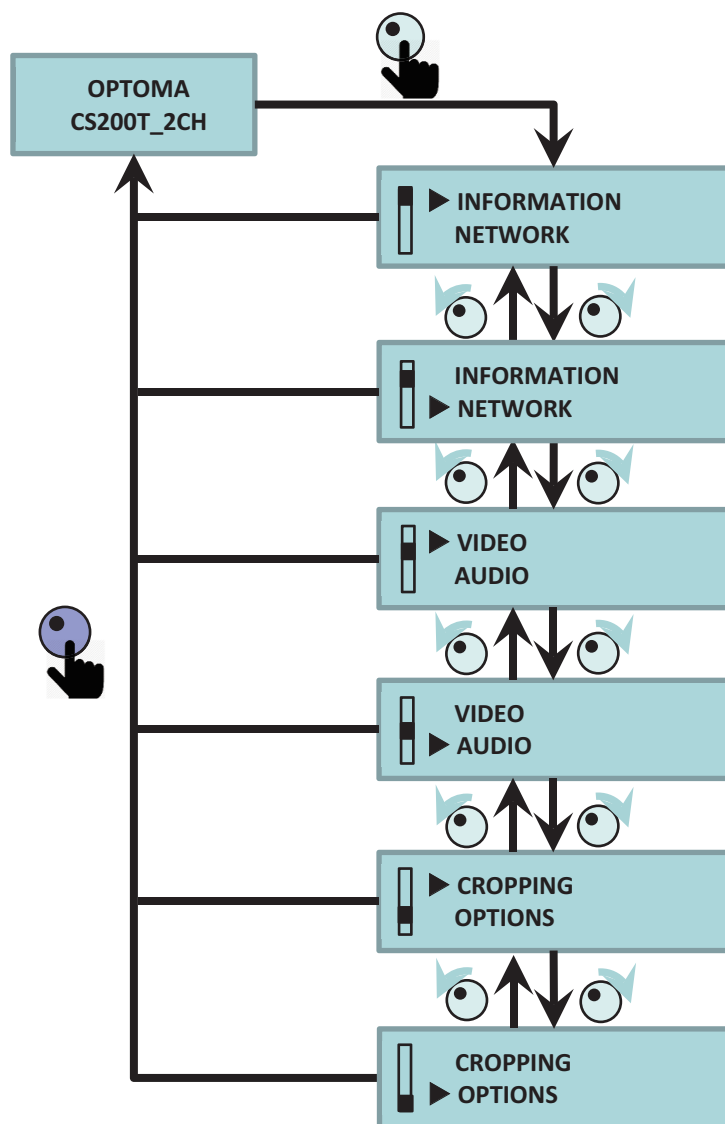 OPTOMA
CS200T_2CH
▶ INFORMATION
NETWORK
INFORMATION
▶ NETWORK
▶ VIDEO
AUDIO
VIDEO
▶ AUDIO
▶ CROPPING
OPTIONS
CROPPING
▶ OPTIONS